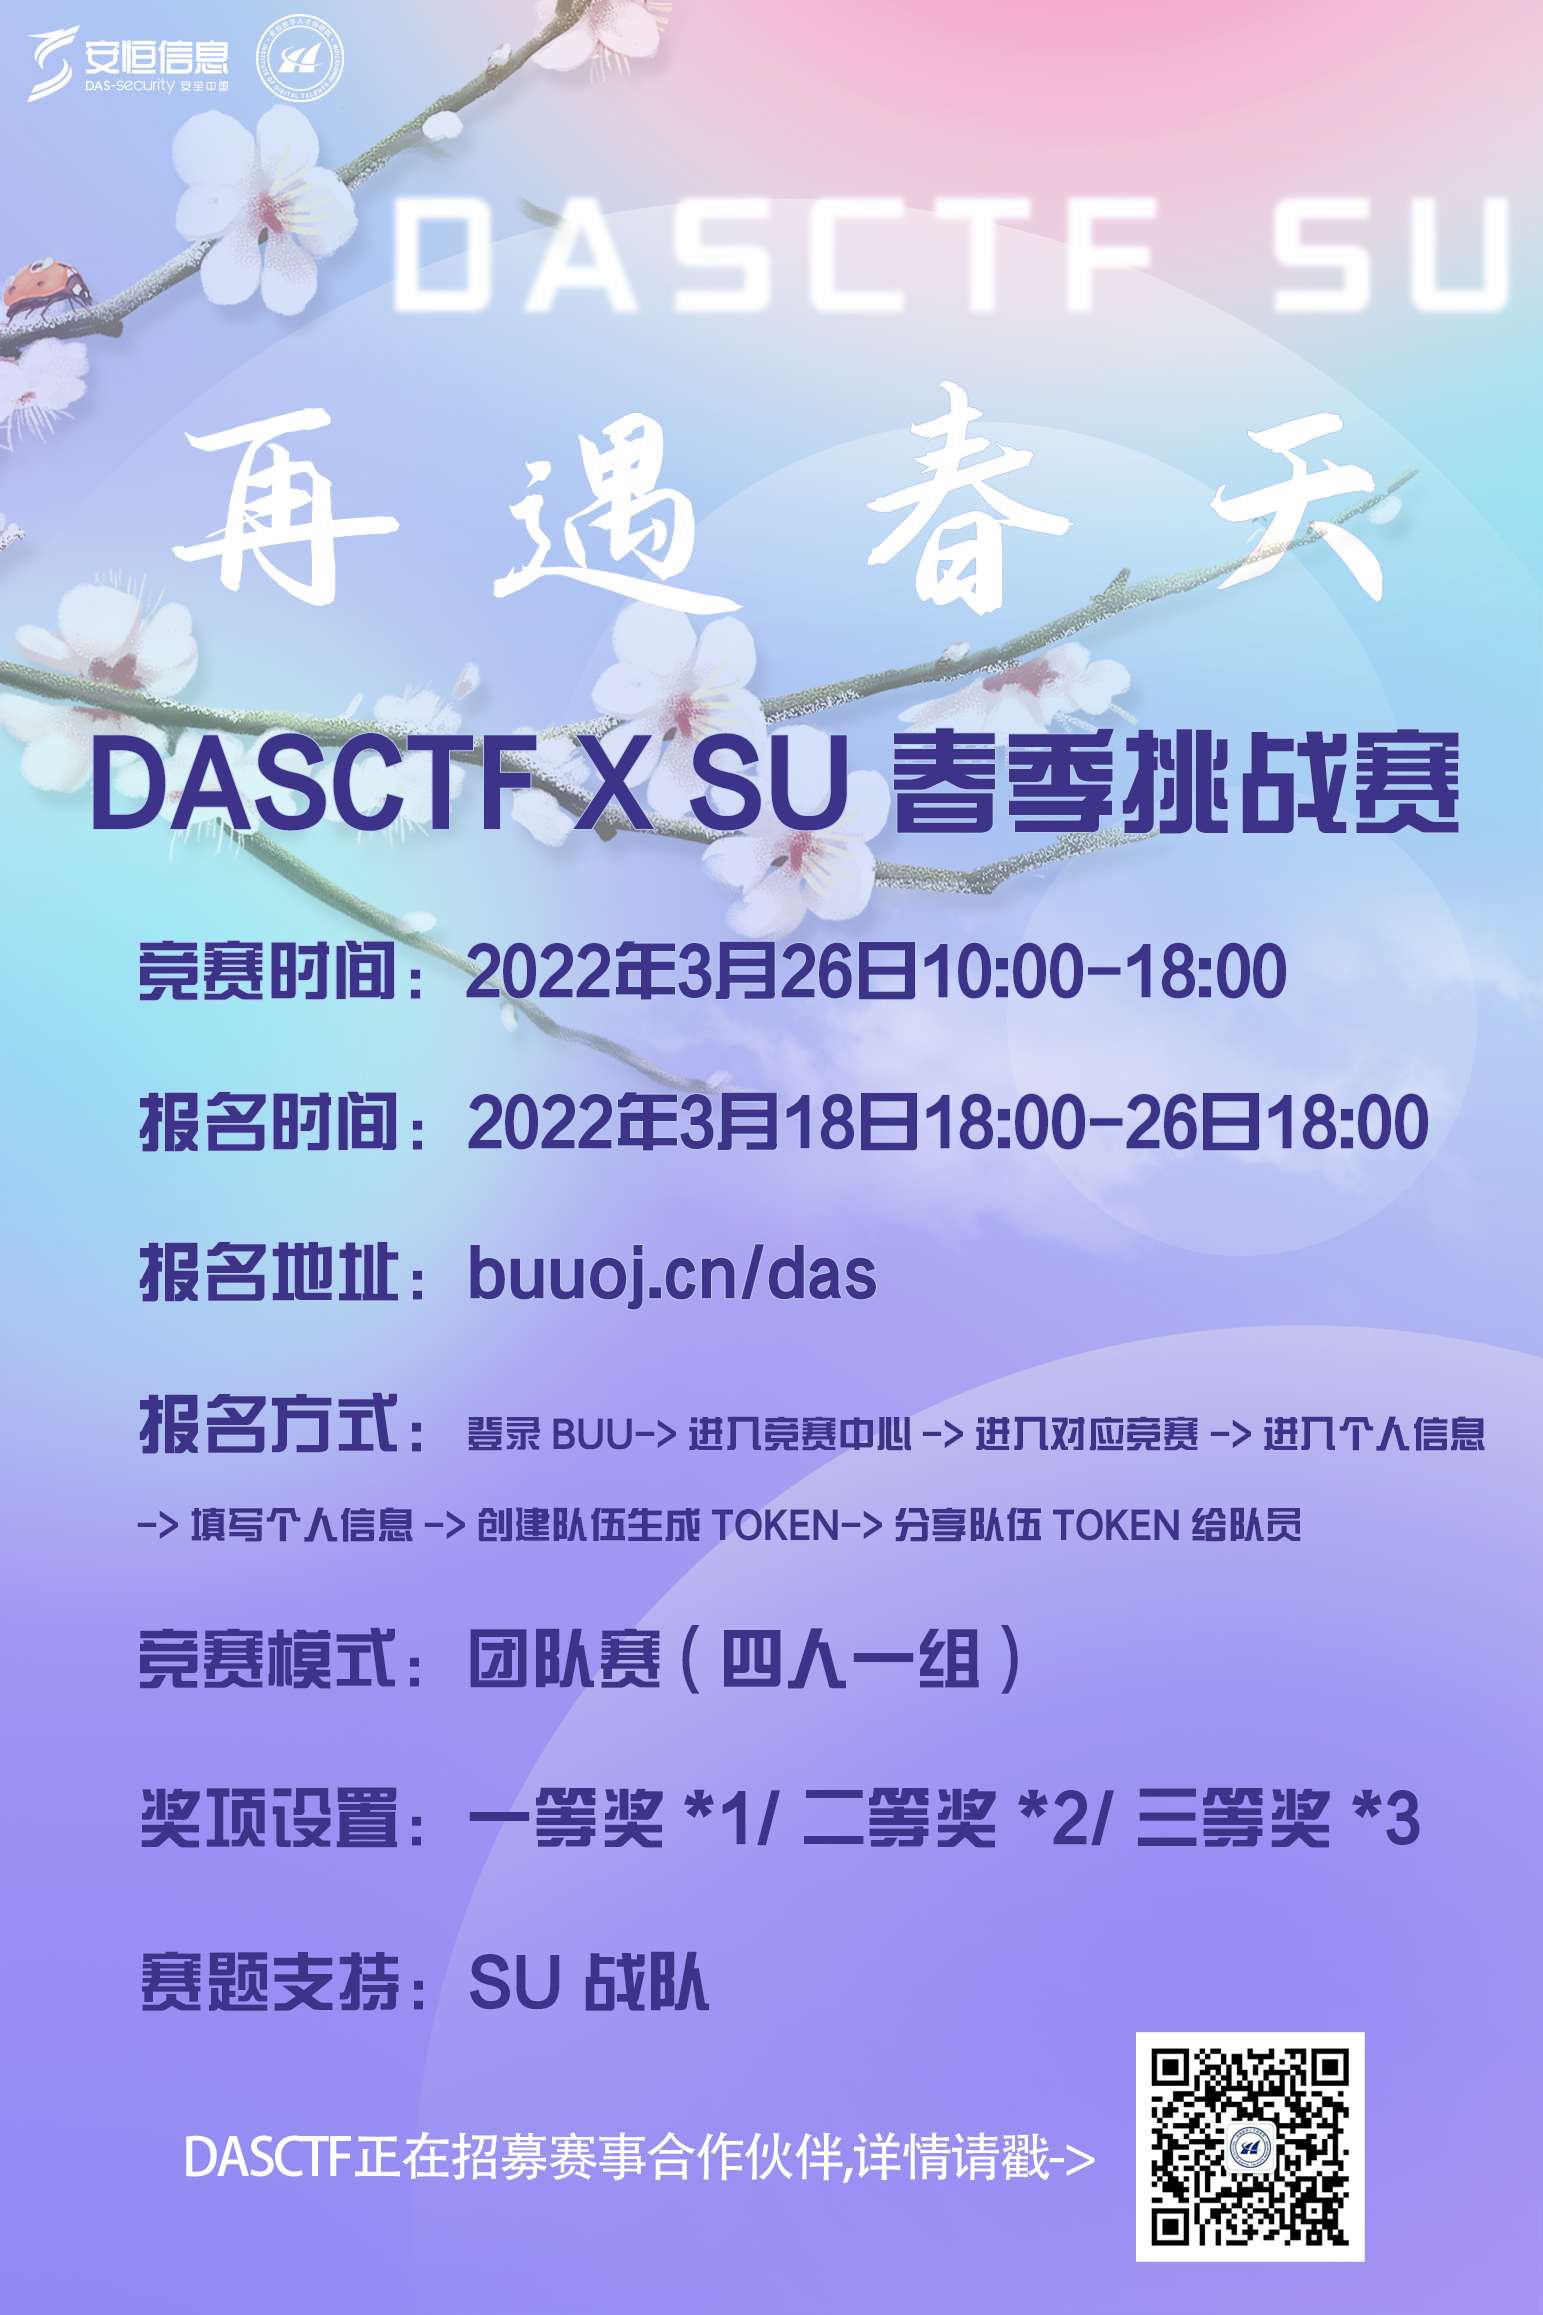 安恒信息
DAS-security 安全中国
DASCTF SU
再遇春天
DASCTF X SU 春季挑战赛
竞赛时间：2022年3月26日10:00-18:00
报名时间：2022年3月18日18:00-26日18:00
报名地址：buuoj.cn/das
报名方式：登录 BUU-> 进入竞赛中心 -> 进入对应竞赛 -> 进入个人信息
-> 填写个人信息 -> 创建队伍生成 TOKEN-> 分享队伍 TOKEN 给队员
竞赛模式：团队赛（四人一组）
奖项设置：一等奖 *1/ 二等奖 *2/ 三等奖 *3
赛题支持：SU 战队
DASCTF正在招募赛事合作伙伴,详情请戳->